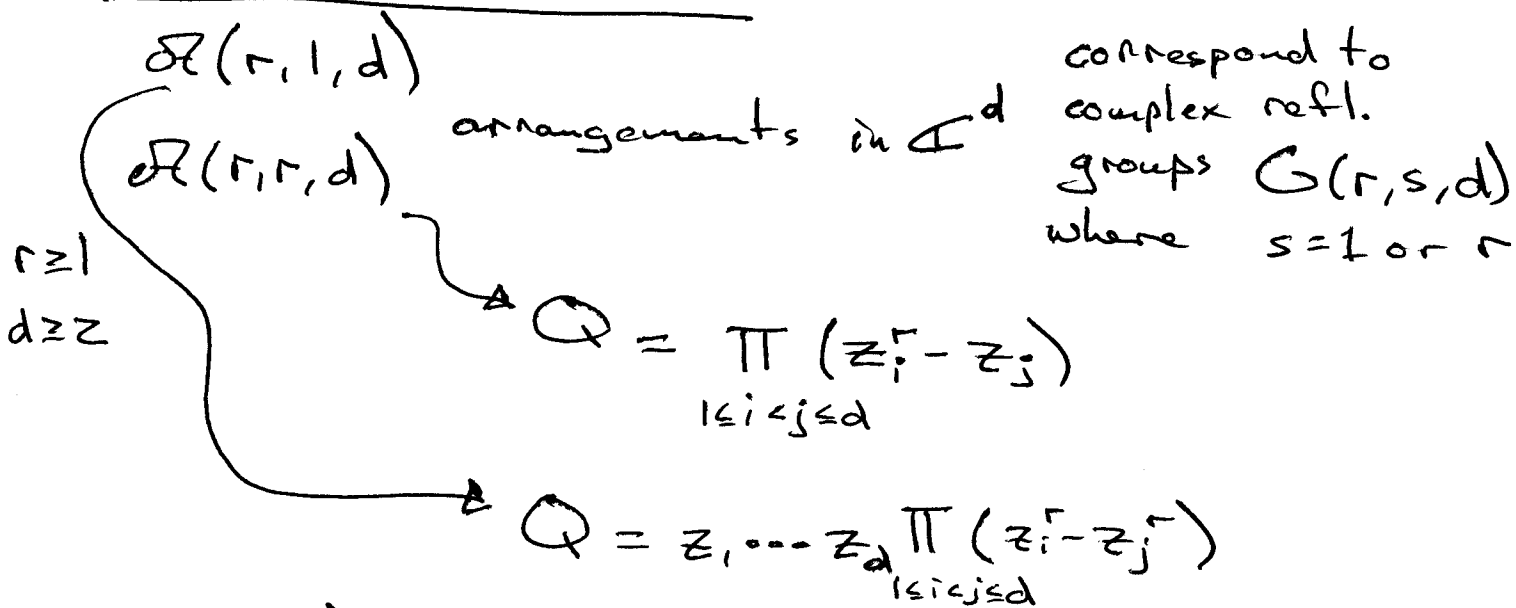 𝒜(r,1,d)
𝒜(r,r,d)
arrangements in ℂ^d
correspond to
complex refl.
groups G(r,s,d)
where s=1 or r
r≥1
d≥2
Q = ∏_{1≤i<j≤d} (z_i^r - z_j)
Q = z_1 ⋯ z_d ∏_{1≤i<j≤d} (z_i^r - z_j^r)